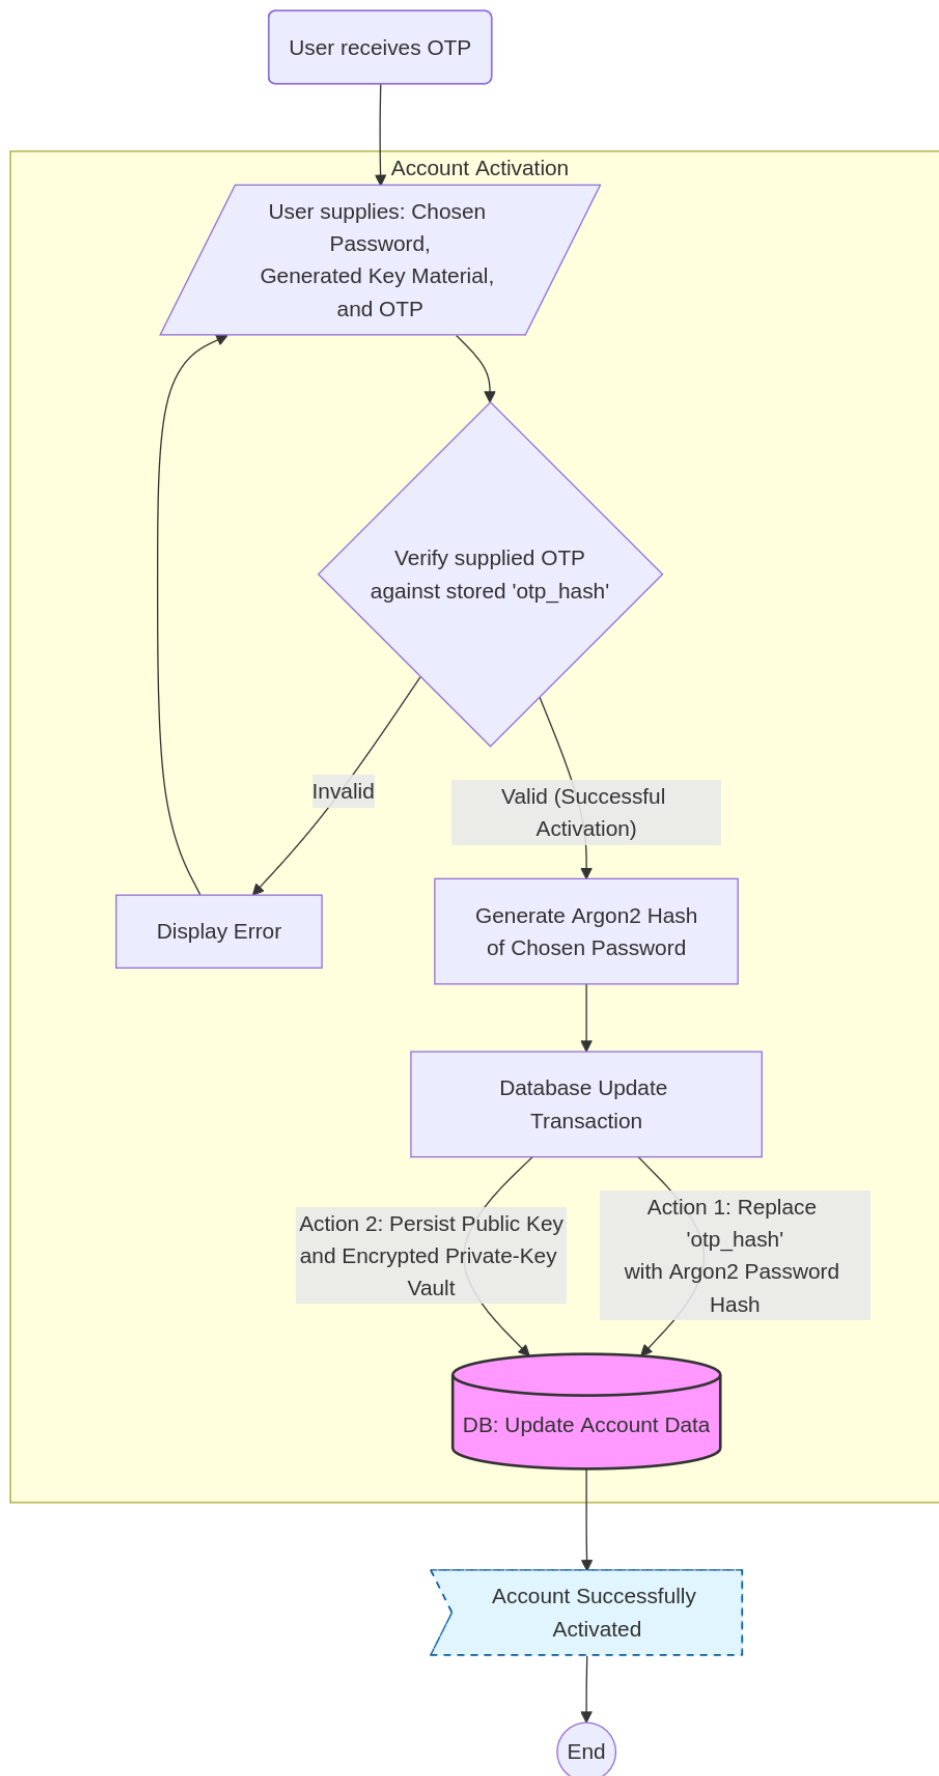 User receives OTP
Account Activation
User supplies: Chosen
Password,
Generated Key Material,
and OTP
Verify supplied OTP
against stored 'otp_hash'
Invalid
Valid (Successful
Activation)
Display Error
Generate Argon2 Hash
of Chosen Password
Database Update
Transaction
Action 2: Persist Public Key
and Encrypted Private-Key
Vault
Action 1: Replace
'otp_hash'
with Argon2 Password
Hash
DB: Update Account Data
Account Successfully
Activated
End